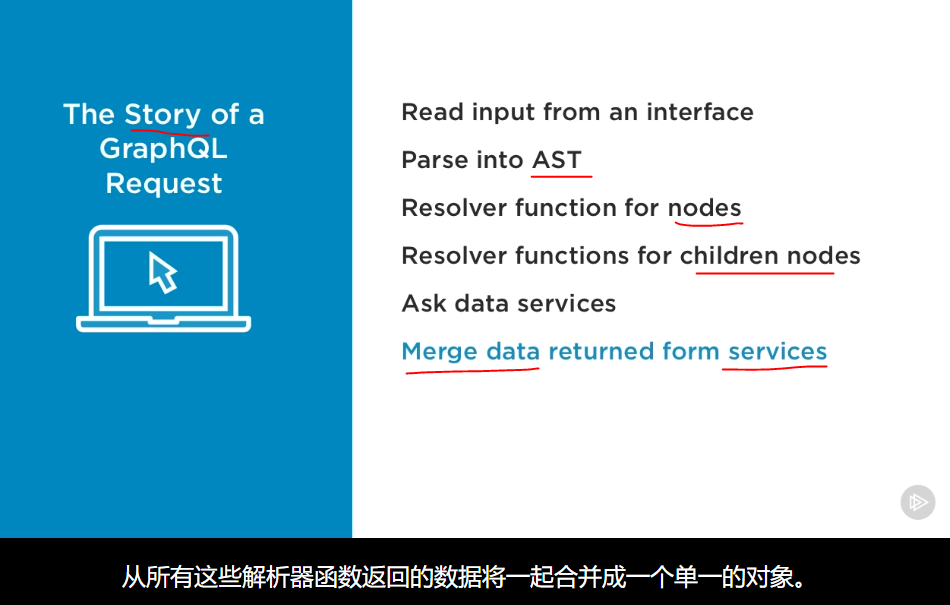 The Story of a
GraphQL
Request
Read input from an interface
Parse into AST
Resolver function for nodes
Resolver functions for children nodes
Ask data services
Merge data returned form services
从所有这些解析器函数返回的数据将一起合并成一个单一的对象。